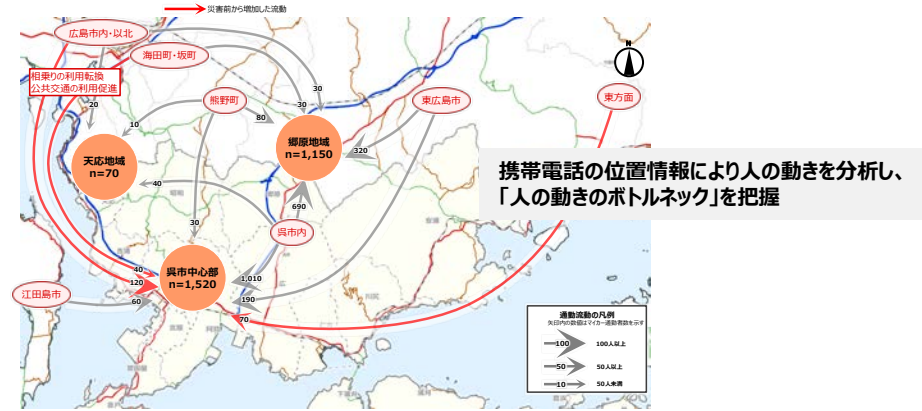 災害前から増加した流動
広島市内・以北
海田町・坂町
相乗りの利用転換
公共交通の利用促進
熊野町
東広島市
東方面
N
20
10
80
30
30
320
天応地域
n=70
郷原地域
n=1,150
40
690
30
呉市内
呉市中心部
n=1,520
40
120
60
1,010
190
70
江田島市
携帯電話の位置情報により人の動きを分析し、
「人の動きのボトルネック」を把握
通勤流動の凡例
矢印内の数値はマイカー通勤者数を示す
100 100人以上
50 50人以上
10 50人未満